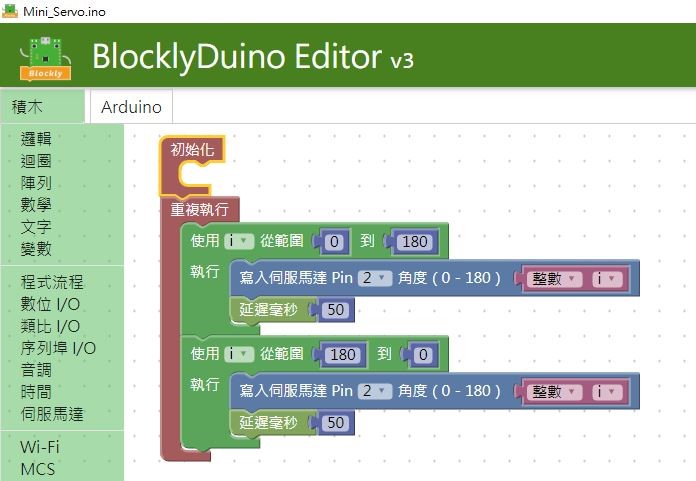 Mini_Servo.ino
Blockly
BlocklyDuino Editor v3
積木
Arduino
邏輯
迴圈
陣列
數學
文字
變數
程式流程
數位 I/O
類比 I/O
序列埠 I/O
音調
時間
伺服馬達
Wi-Fi
MCS
初始化
重複執行
使用 i 從範圍 0 到 180
執行 寫入伺服馬達 Pin 2 角度 ( 0 - 180 ) 整數 i
延遲毫秒 50
使用 i 從範圍 180 到 0
執行 寫入伺服馬達 Pin 2 角度 ( 0 - 180 ) 整數 i
延遲毫秒 50